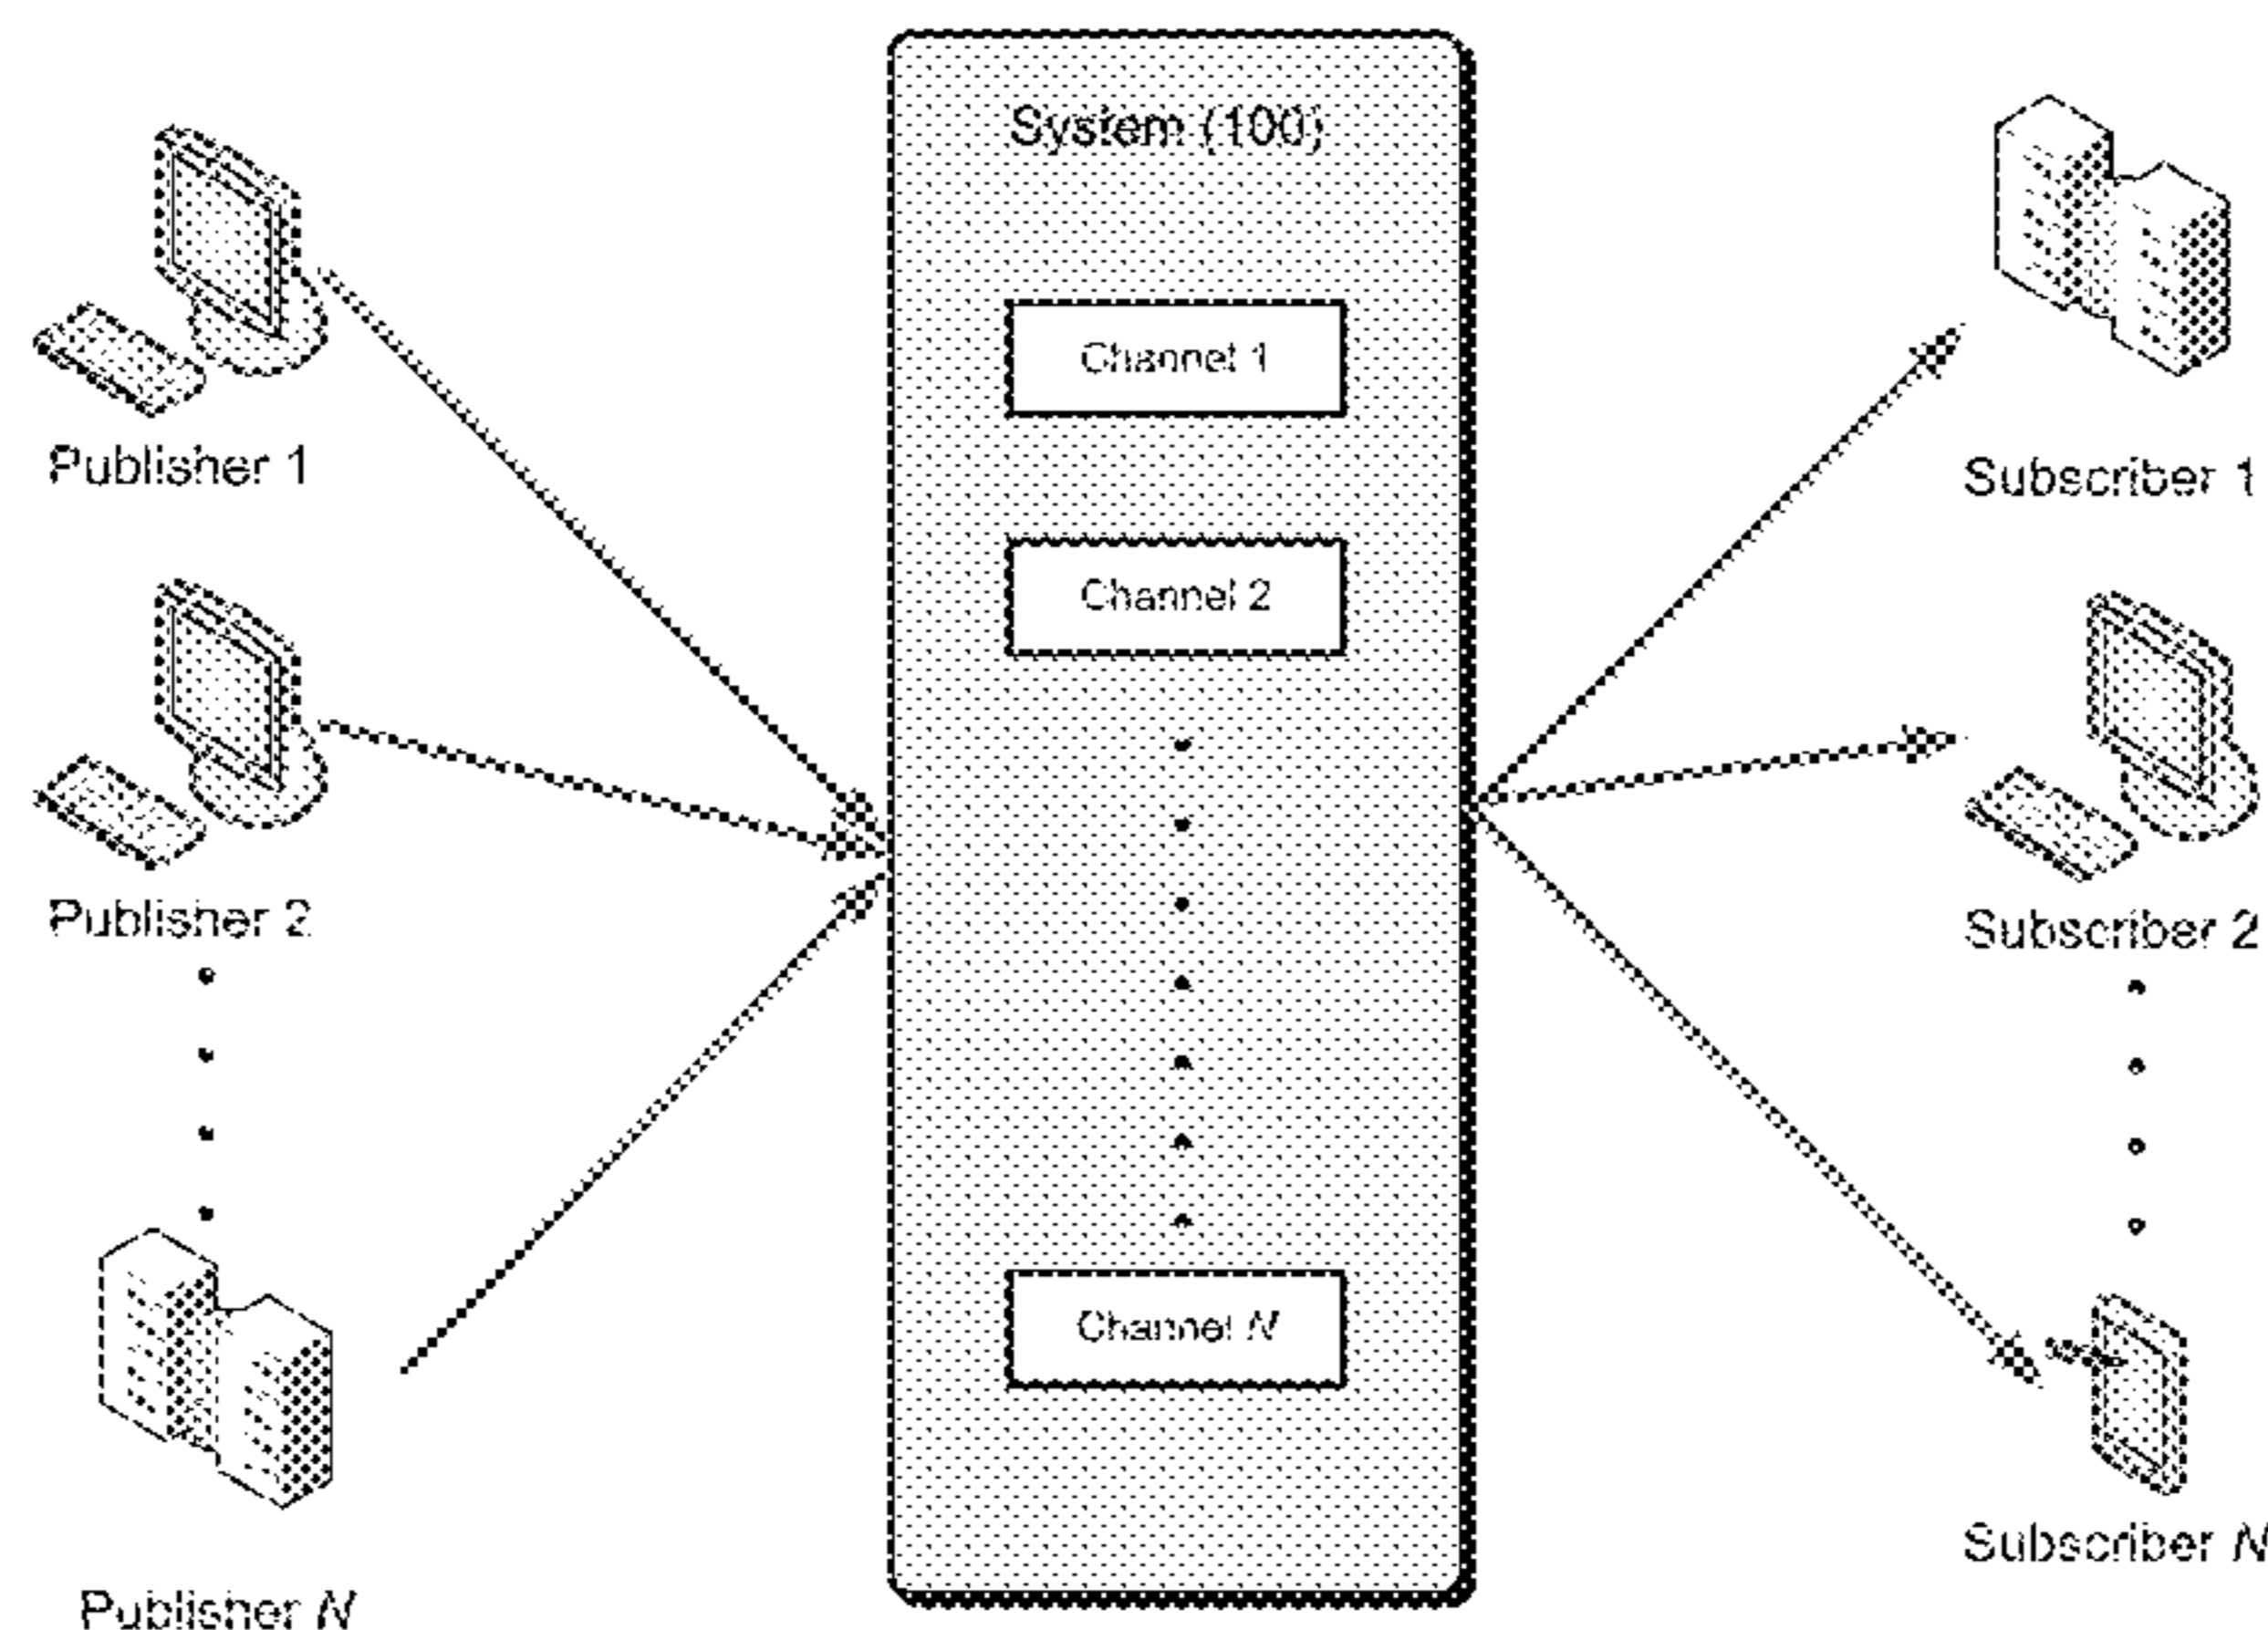 System (100)
Channel 1
Channel 2
Channel N
Publisher 1
Publisher 2
Publisher N
Subscriber 1
Subscriber 2
Subscriber N